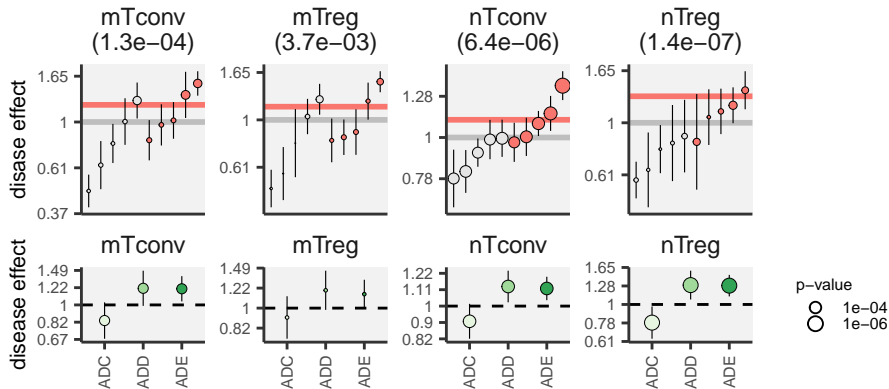 mTconv
(1.3e−04)
mTreg
(3.7e−03)
nTconv
(6.4e−06)
nTreg
(1.4e−07)
disase effect
1.65
1
0.61
0.37
1.65
1
0.61
1.28
1
0.78
1.65
1
0.61
mTconv
mTreg
nTconv
nTreg
disease effect
1.49
1.22
1
0.82
0.67
1.49
1.22
1
0.82
1.22
1.11
1
0.9
0.82
1.65
1.28
1
0.78
0.61
ADC
ADD
ADE
ADC
ADD
ADE
ADC
ADD
ADE
ADC
ADD
ADE
p−value
1e−04
1e−06